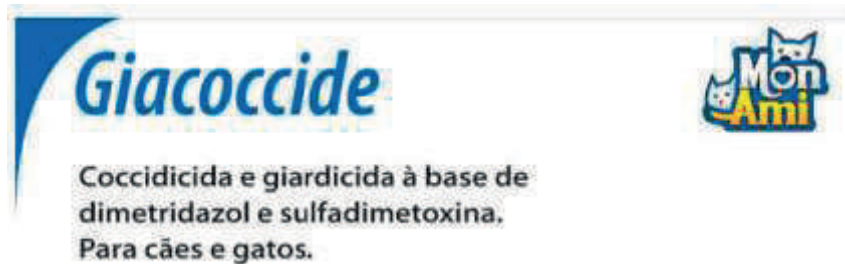 Giacoccide
Mon
Ami
Coccidicida e giardicida à base de
dimetridazol e sulfadimetoxina.
Para cães e gatos.